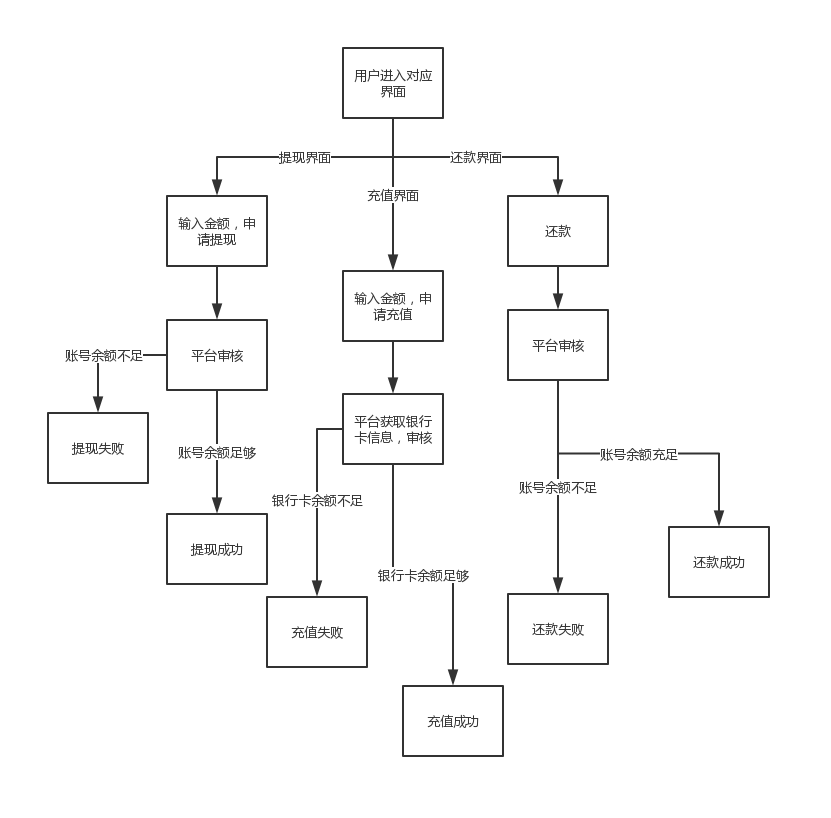 用户进入对应
界面
提现界面
还款界面
充值界面
输入金额，申
请提现
还款
输入金额，申
请充值
平台审核
账号余额不足
平台审核
提现失败
平台获取银行
卡信息，审核
账号余额足够
账号余额充足
账号余额不足
银行卡余额不足
提现成功
还款成功
银行卡余额足够
充值失败
还款失败
充值成功